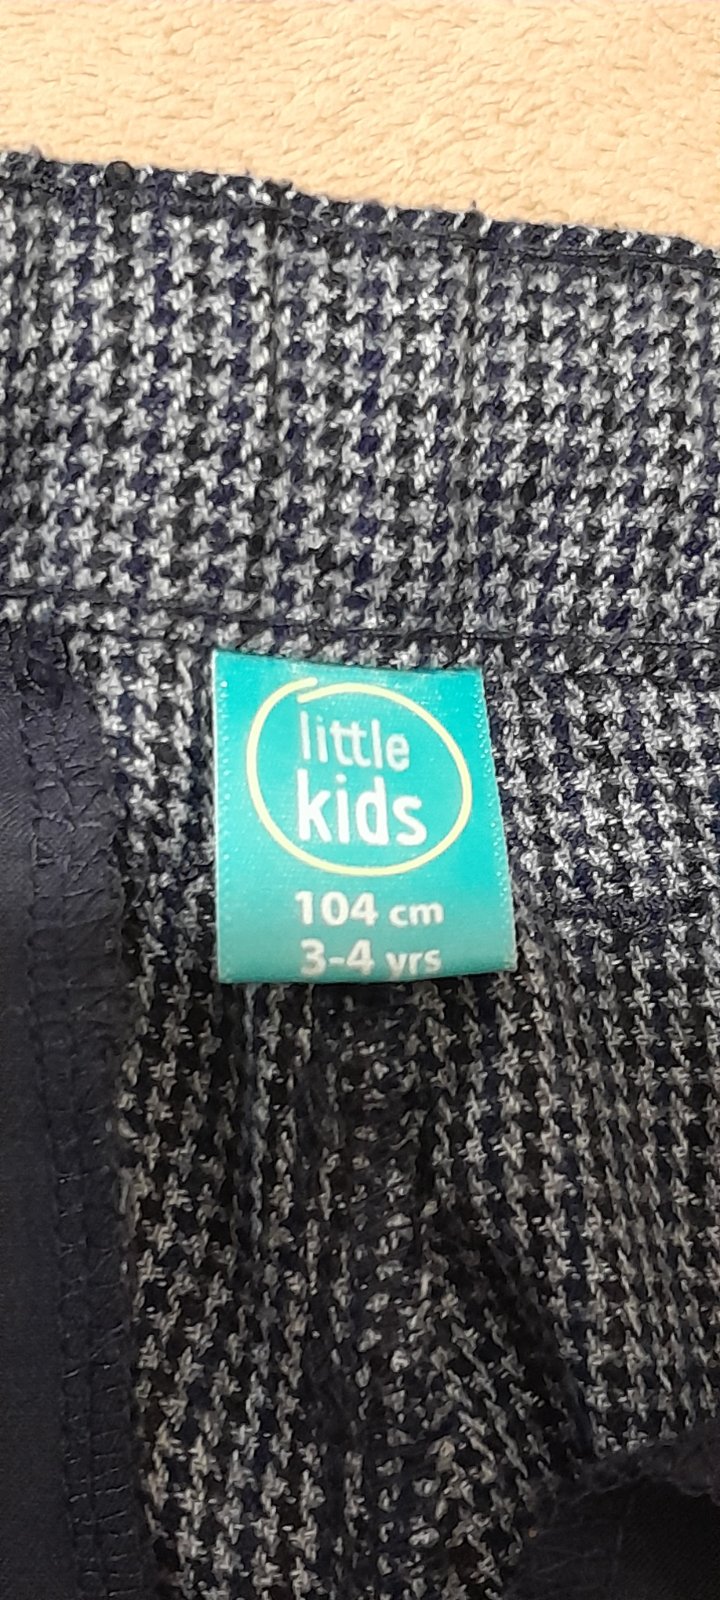 little
kids
104 cm
3-4 yrs